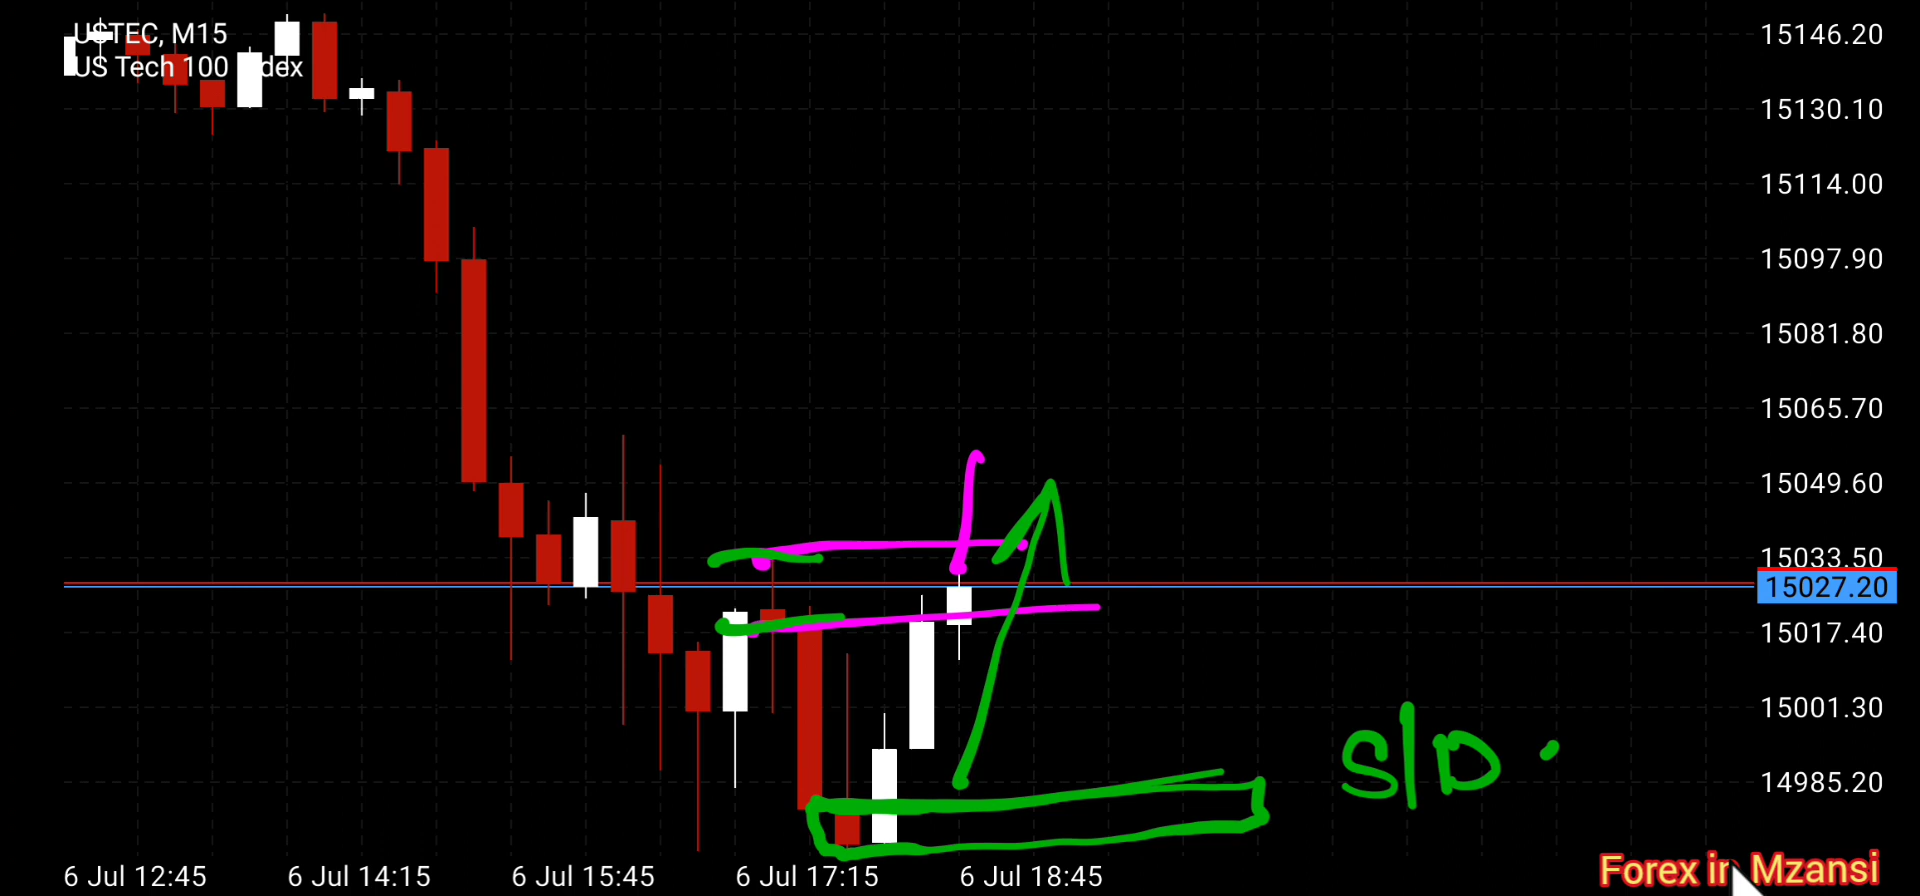 USTEC, M15
US Tech 100 Index
15146.20
15130.10
15114.00
15097.90
15081.80
15065.70
15049.60
15033.50
15027.20
15017.40
15001.30
14985.20
S/D
6 Jul 12:45
6 Jul 14:15
6 Jul 15:45
6 Jul 17:15
6 Jul 18:45
Forex in Mzansi